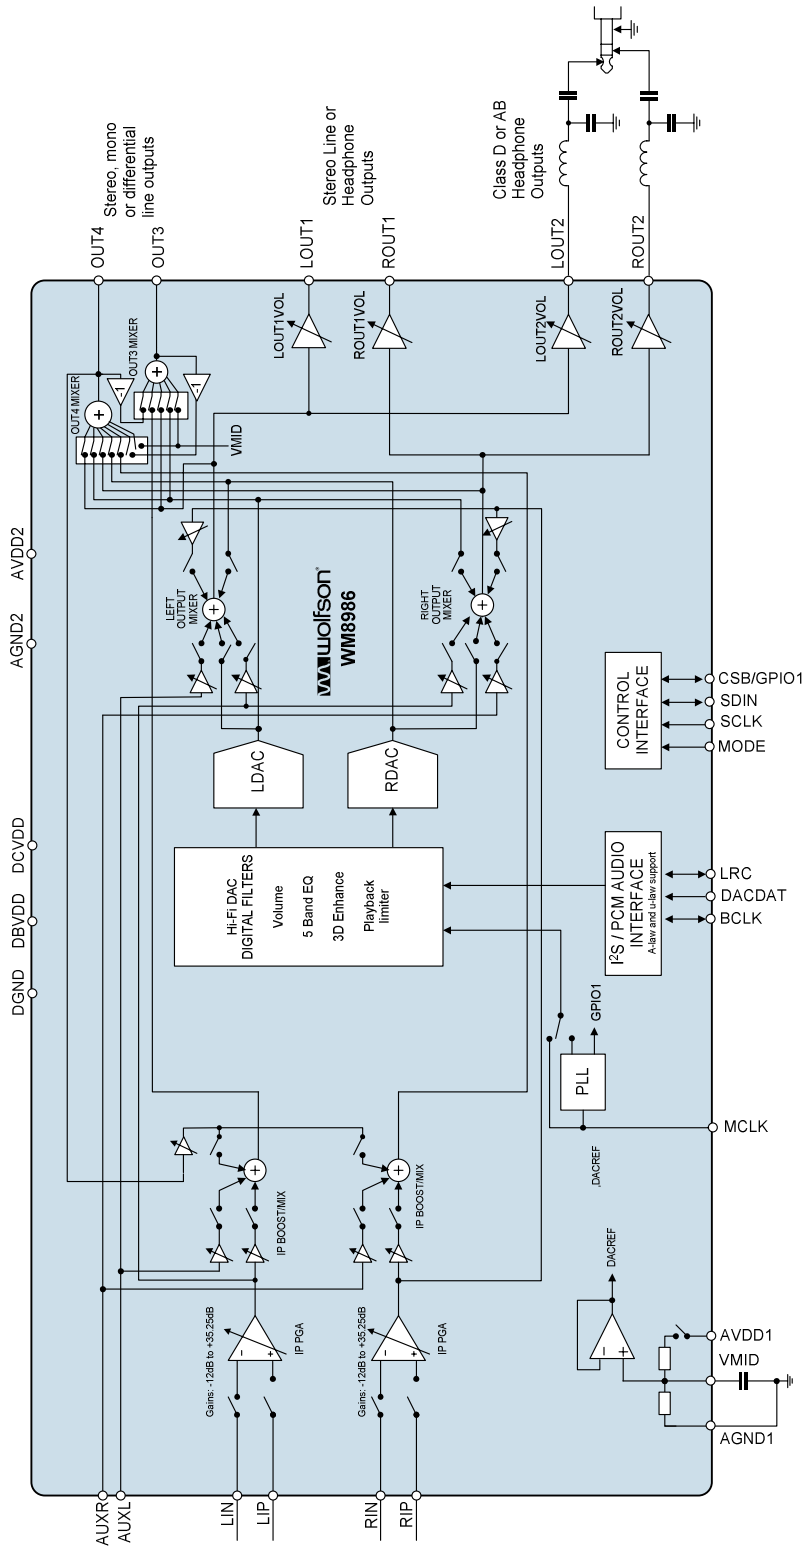 OUT4
Stereo, mono
or differential
line outputs
OUT3
LOUT1
Stereo Line or
Headphone
Outputs
ROUT1
LOUT2
Class D or AB
Headphone
Outputs
ROUT2
OUT4 MIXER
OUT3 MIXER
+
+
-1
-1
VMID
LOUT1VOL
ROUT1VOL
LOUT2VOL
ROUT2VOL
AVDD2
AGND2
DCVDD
DBVDD
DGND
LEFT
OUTPUT
MIXER
+
wolfson®
WM8986
RIGHT
OUTPUT
MIXER
+
LDAC
RDAC
Hi-Fi DAC
DIGITAL FILTERS
Volume
5 Band EQ
3D Enhance
Playback
limiter
CONTROL
INTERFACE
CSB/GPIO1
SDIN
SCLK
MODE
I2S / PCM AUDIO
INTERFACE
A-law and u-law support
LRC
DACDAT
BCLK
GPIO1
PLL
MCLK
,DACREF
+
IP BOOST/MIX
+
IP BOOST/MIX
Gains: -12dB to +35.25dB
-
+
IP PGA
Gains: -12dB to +35.25dB
-
+
IP PGA
DACREF
-
+
AVDD1
VMID
AGND1
AUXR
AUXL
LIN
LIP
RIN
RIP